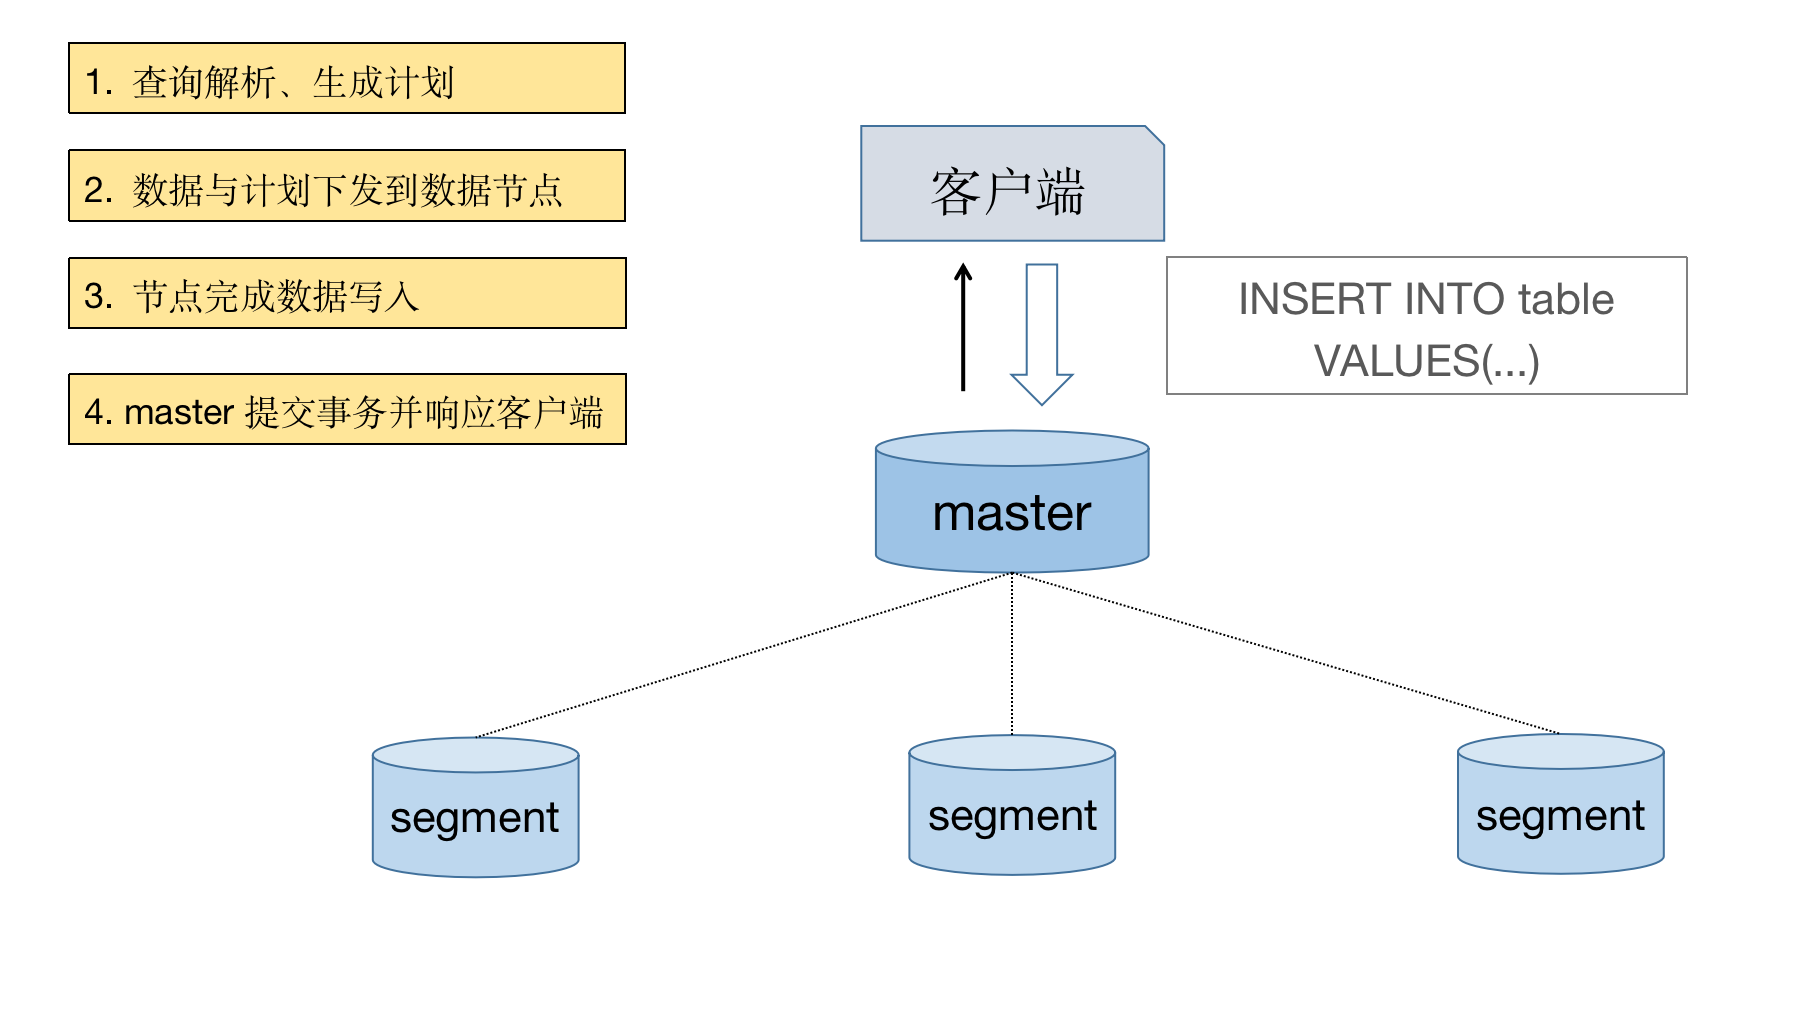 1. 查询解析、生成计划
2. 数据与计划下发到数据节点
3. 节点完成数据写入
4. master 提交事务并响应客户端
客户端
INSERT INTO table
VALUES(...)
master
segment
segment
segment